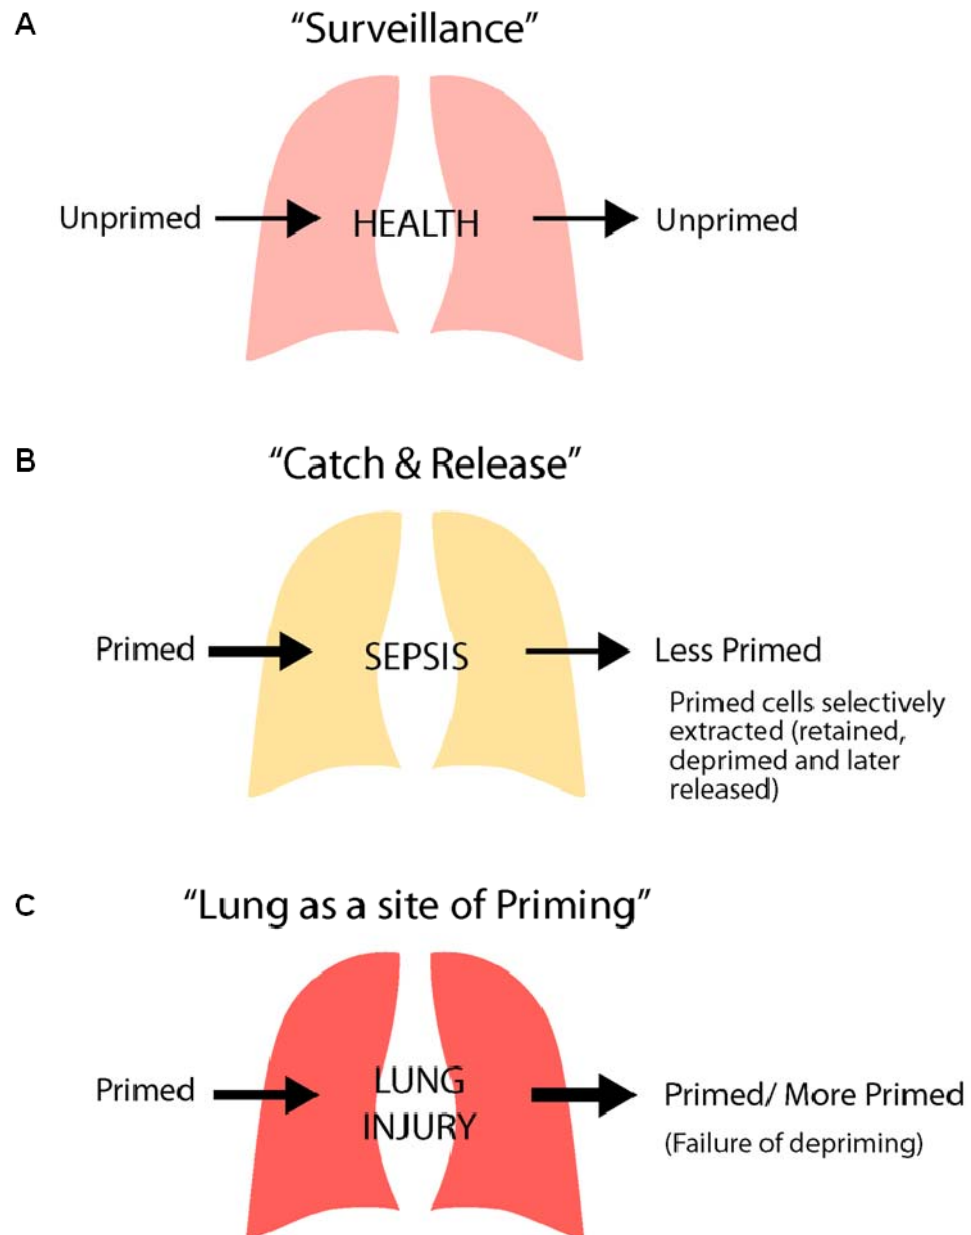 A
“Surveillance”
Unprimed
HEALTH
Unprimed
B
“Catch & Release”
Primed
SEPSIS
Less Primed
Primed cells selectively
extracted (retained,
deprimed and later
released)
C
“Lung as a site of Priming”
Primed
LUNG
INJURY
Primed/ More Primed
(Failure of depriming)